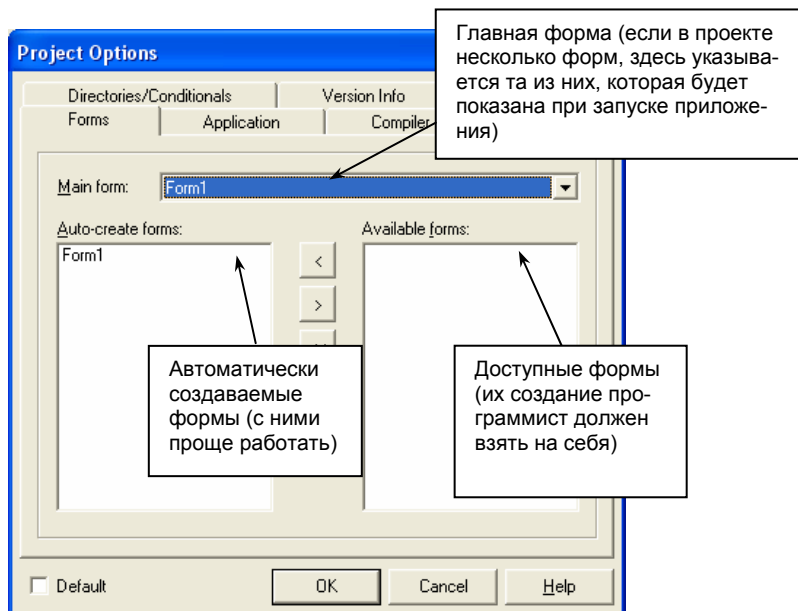 Главная форма (если в проекте
несколько форм, здесь указыва-
ется та из них, которая будет
показана при запуске приложе-
ния)
Project Options
Directories/Conditionals
Version Info
Forms
Application
Compiler
Main form:
Form1
Auto-create forms:
Available forms:
Form1
<
>
Автоматически
создаваемые
формы (с ними
проще работать)
Доступные формы
(их создание про-
граммист должен
взять на себя)
Default
OK
Cancel
Help